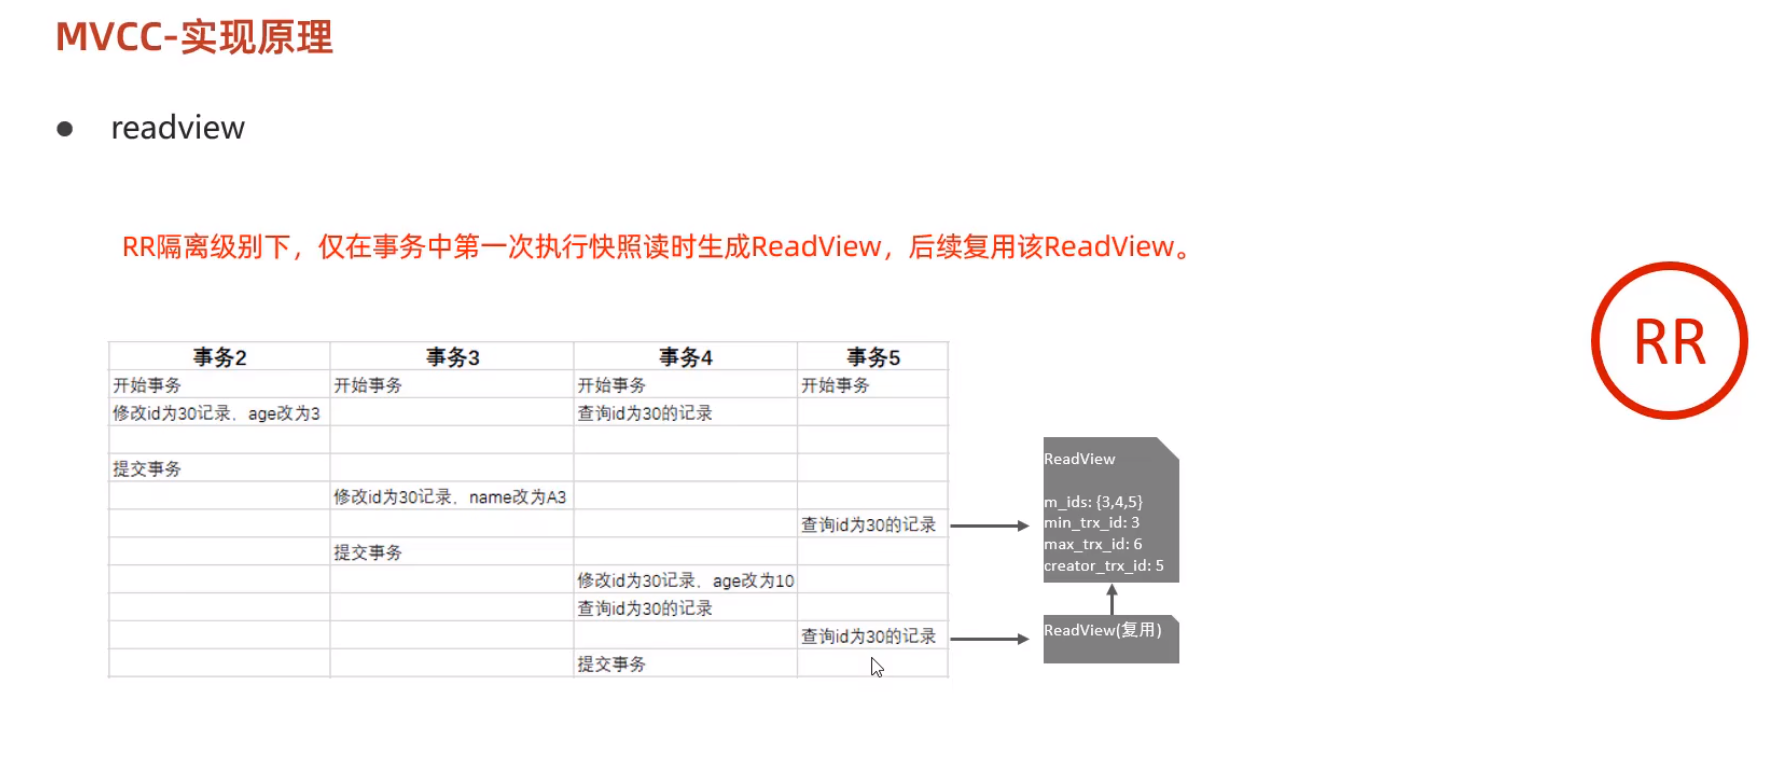 MVCC-实现原理
● readview
RR隔离级别下，仅在事务中第一次执行快照读时生成ReadView，后续复用该ReadView。
RR
事务2 事务3 事务4 事务5
开始事务 开始事务 开始事务 开始事务
修改id为30记录，age改为3 查询id为30的记录
提交事务
修改id为30记录，name改为A3
查询id为30的记录
提交事务
修改id为30记录，age改为10
查询id为30的记录
查询id为30的记录
提交事务
ReadView
m_ids: {3,4,5}
min_trx_id: 3
max_trx_id: 6
creator_trx_id: 5
ReadView(复用)